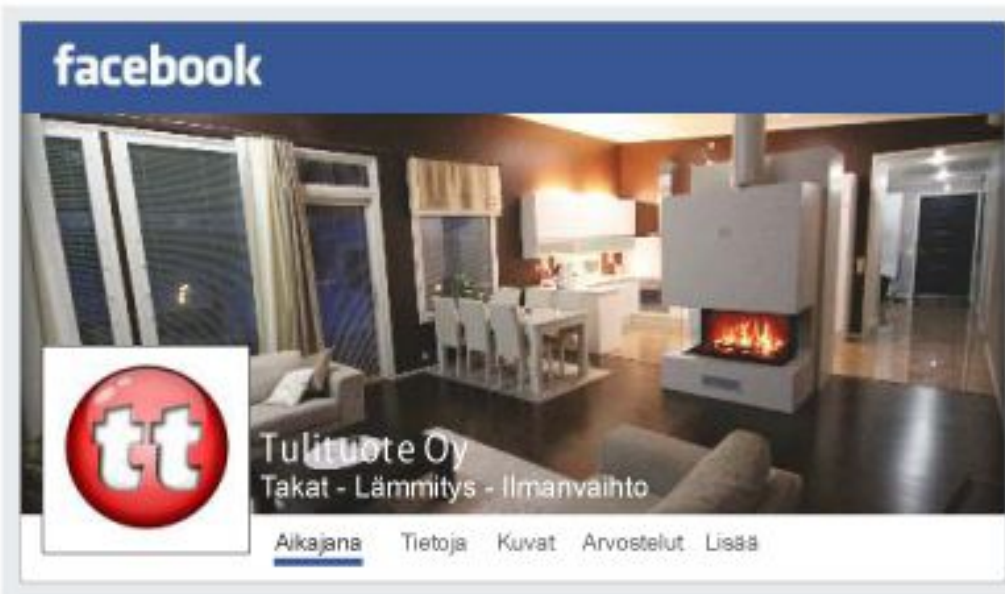 facebook
tt
Tulituote Oy
Takat - Lämmitys - Ilmanvaihto
Aikajana Tietoja Kuvat Arvostelut Lisää